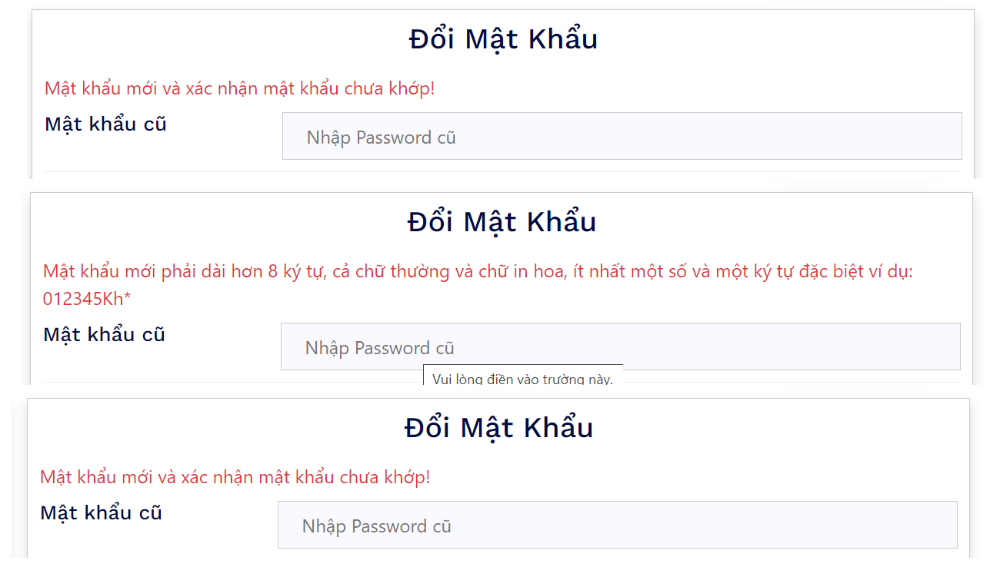 Đổi Mật Khẩu
Mật khẩu mới và xác nhận mật khẩu chưa khớp!
Mật khẩu cũ
Nhập Password cũ
Đổi Mật Khẩu
Mật khẩu mới phải dài hơn 8 ký tự, cả chữ thường và chữ in hoa, ít nhất một số và một ký tự đặc biệt ví dụ:
012345Kh*
Mật khẩu cũ
Nhập Password cũ
Vui lòng điền vào trường này.
Đổi Mật Khẩu
Mật khẩu mới và xác nhận mật khẩu chưa khớp!
Mật khẩu cũ
Nhập Password cũ